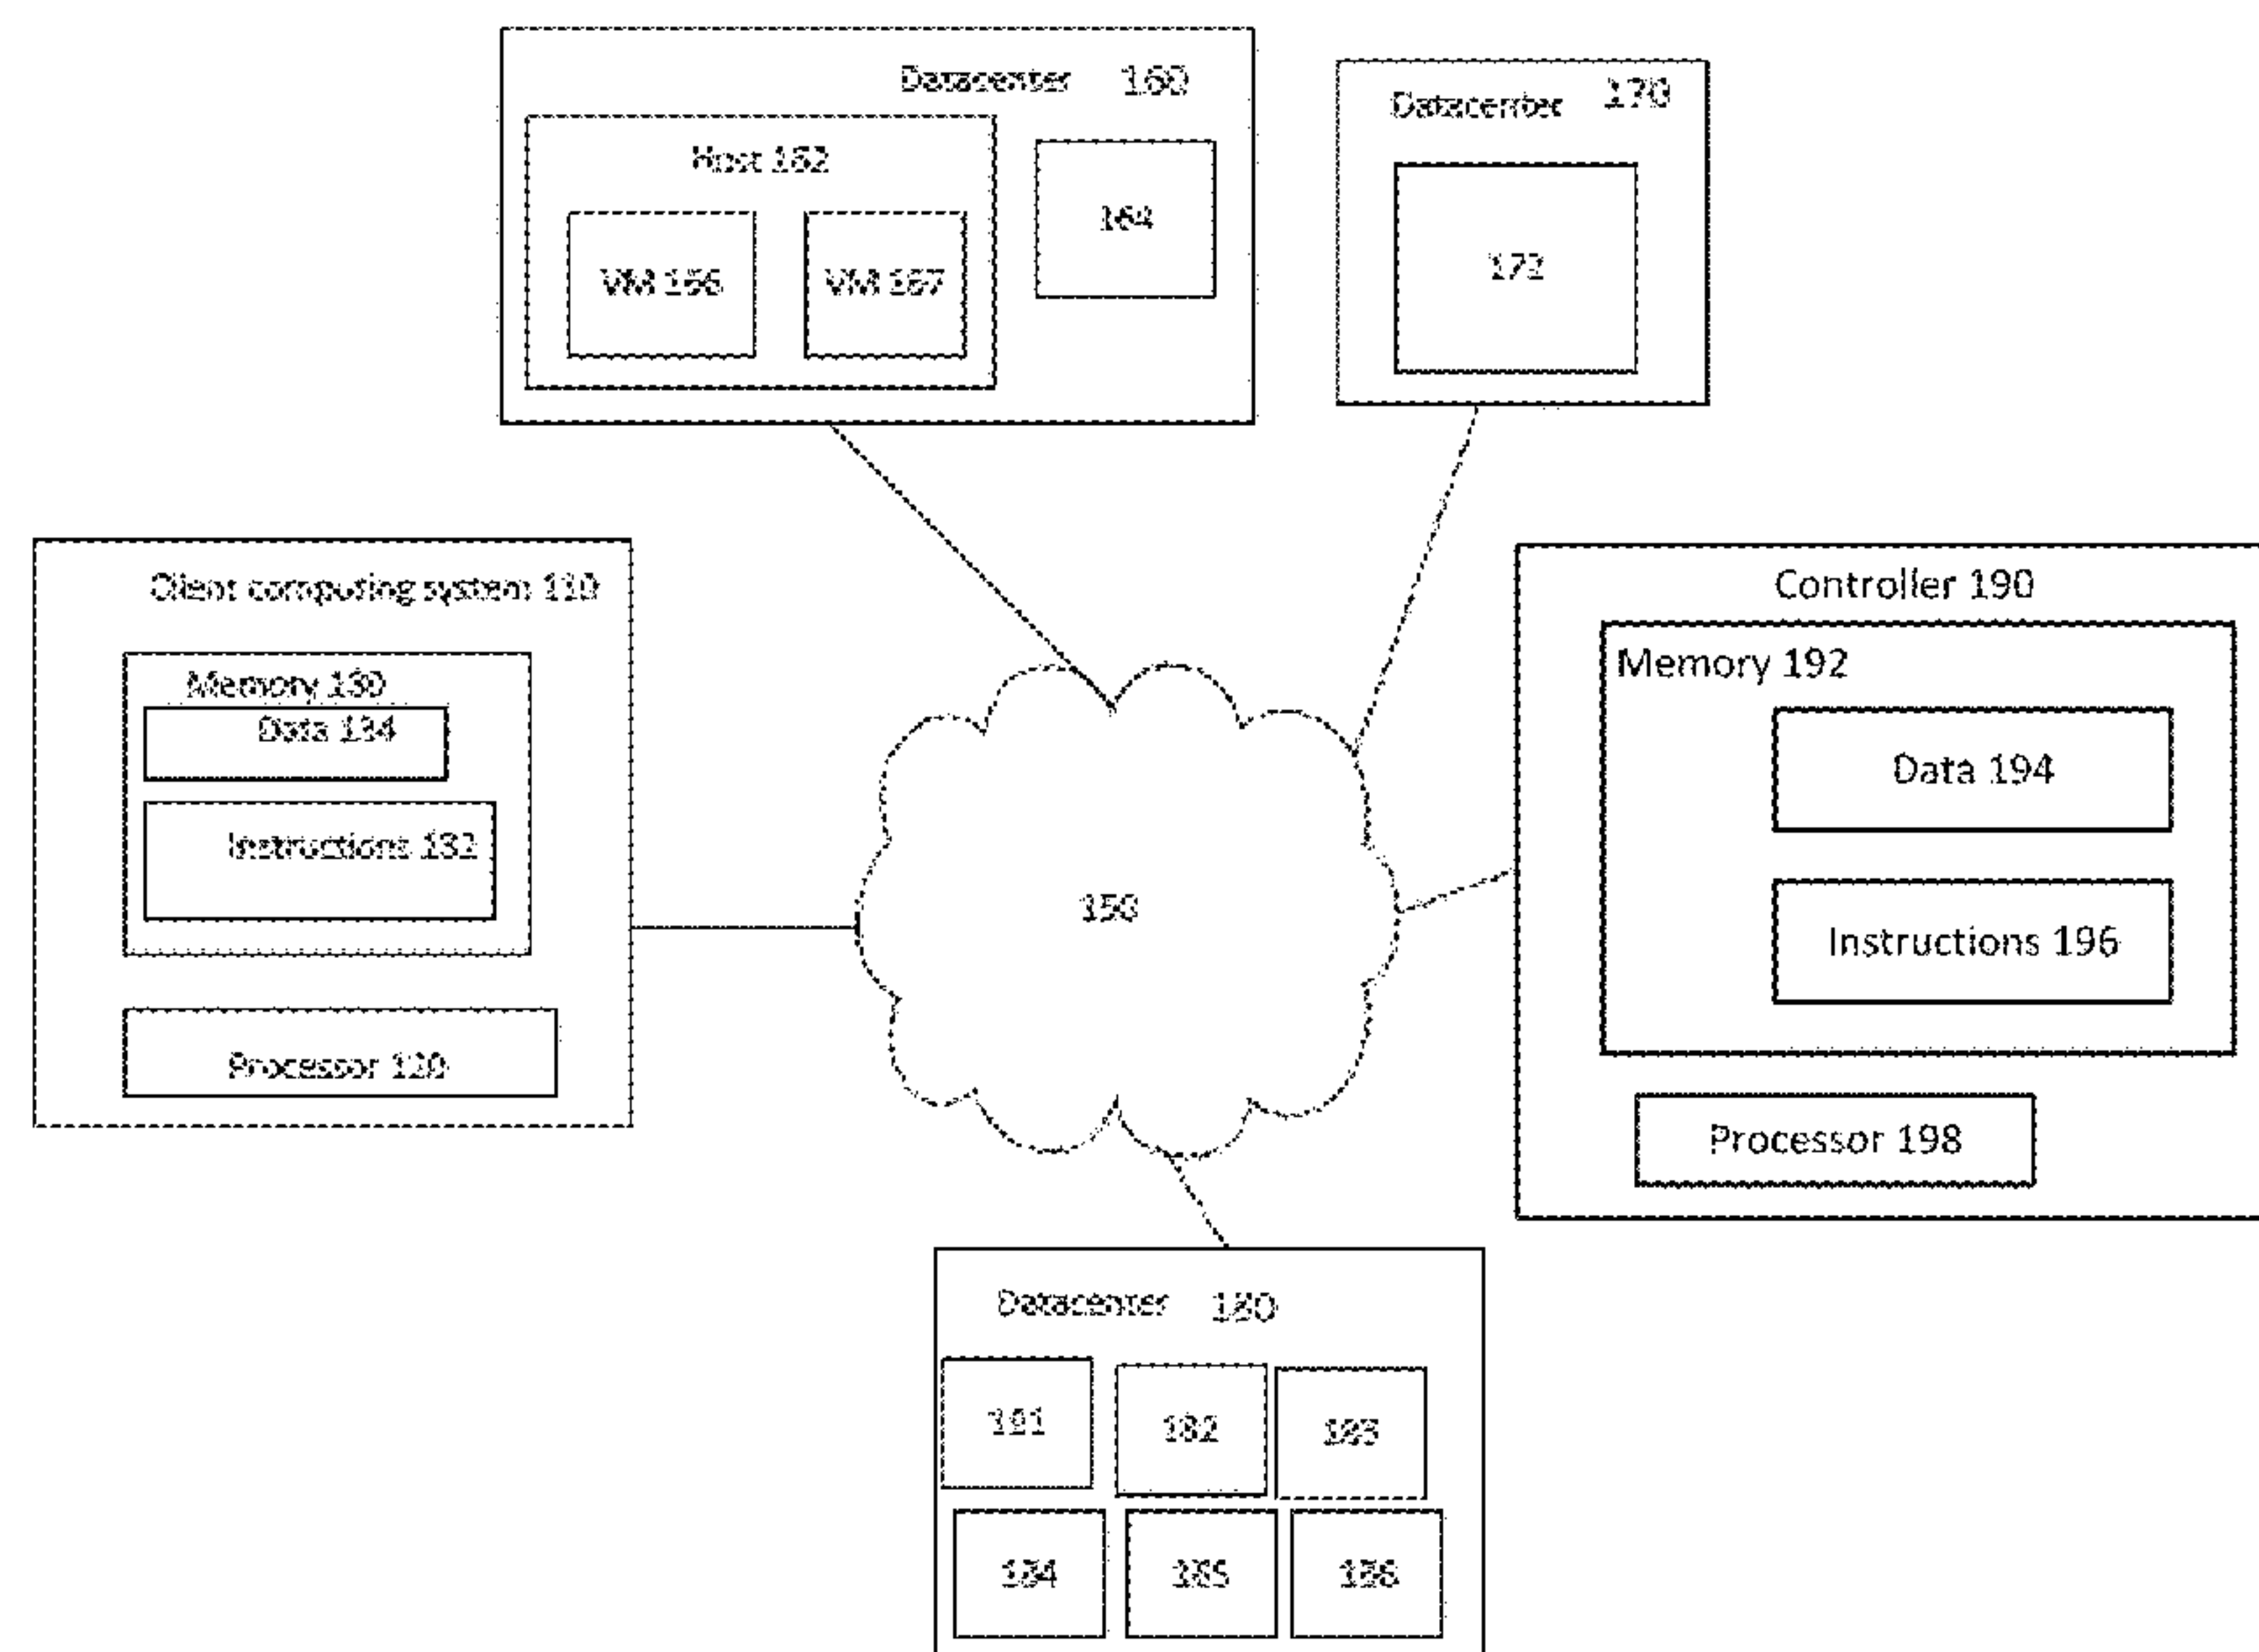 Datacenter 160
Host 162
VM 166
VM 167
164
Datacenter 170
172
Client computing system 110
Memory 130
Data 134
Instructions 132
Processor 120
150
Controller 190
Memory 192
Data 194
Instructions 196
Processor 198
Datacenter 180
181
182
183
184
185
186